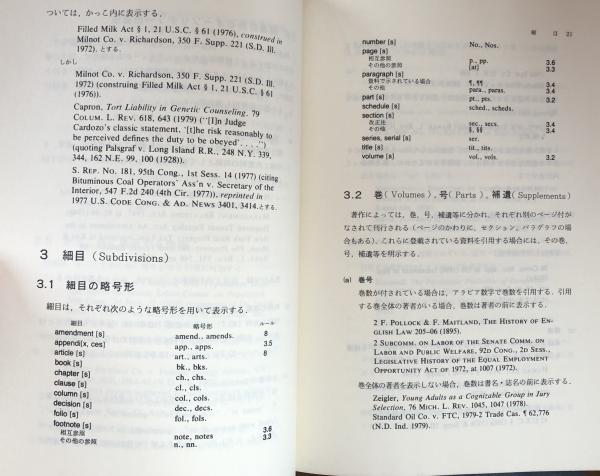 ついては，かっこ内に表示する．
Filled Milk Act § 1, 21 U.S.C. § 61 (1976), construed in
Milnot Co. v. Richardson, 350 F. Supp. 221 (S.D. Ill.
1972). とする．
しかし
Milnot Co. v. Richardson, 350 F. Supp. 221 (S.D. Ill.
1972) (construing Filled Milk Act § 1, 21 U.S.C. § 61
(1976)).
Capron, Tort Liability in Genetic Counseling. 79
COLUM. L. REV. 618, 643 (1979) ("[I]n Judge
Cardozo's classic statement, '[t]he risk reasonably to
be perceived defines the duty to be obeyed'. . . .")
(quoting Palsgraf v. Long Island R.R., 248 N.Y. 339,
344, 162 N.E. 99, 100 (1928)).
S. REP. NO. 181, 95th Cong., 1st Sess. 14 (1977) (citing
Bituminous Coal Operators' Ass'n v. Secretary of the
Interior, 547 F.2d 240 (4th Cir. 1977)), reprinted in
1977 U.S. CODE CONG. & AD. NEWS 3401, 3414.とする．
3 細目 (Subdivisions)
3.1 細目の略号形
細目は，それぞれ次のような略号形を用いて表示する．
細目 略号形 ルール
amendment [s] amend., amends. 8
appendi(x, ces) app., apps. 3.5
article [s] art., arts. 8
book [s] bk., bks.
chapter [s] ch., chs.
clause [s] cl., cls.
column [s] col., cols.
decision [s] dec., decs.
folio [s] fol., fols.
footnote [s]
相互参照 note, notes 3.6
その他の参照 n., nn. 3.3
細 目 21
number [s] No., Nos.
page [s]
相互参照 p., pp. 3.6
その他の参照 [at] 3.3
paragraph [s]
資料で示されている場合 ¶, ¶¶ 3.4
その他 para., paras. 3.4
part [s] pt., pts. 3.2
schedule [s] sched., scheds.
section [s]
改正法 sec., secs. 3.4
その他 §, §§ 3.4
series, serial [s] ser.
title [s] tit., tits.
volume [s] vol., vols. 3.2
3.2 巻 (Volumes)，号 (Parts)，補遺 (Supplements)
著作によっては，巻，号，補遺等に分かれ，それぞれ別のページ付が
なされて刊行される（ページのかわりに，セクション，パラグラフの場
合もある）．これらに登載されている資料を引用する場合には，その巻，
号，補遺等を明示する．
(a) 巻号
巻数が付されている場合は，アラビア数字で巻数を引用する．引用
する巻全体の著者がいる場合，巻数は著者の前に表示する．
2 F. POLLOCK & F. MAITLAND, THE HISTORY OF EN-
GLISH LAW 205–06 (1895).
2 SUBCOMM. ON LABOR OF THE SENATE COMM. ON
LABOR AND PUBLIC WELFARE, 92D CONG., 2D SESS.,
LEGISLATIVE HISTORY OF THE EQUAL EMPLOYMENT
OPPORTUNITY ACT OF 1972, at 1007 (1972).
巻全体の著者を表示しない場合，巻数は書名・誌名の前に表示する．
Zeigler, Young Adults as a Cognizable Group in Jury
Selection, 76 MICH. L. REV. 1045, 1047 (1978).
Standard Oil Co. v. FTC, 1979-2 Trade Cas. ¶ 62,776
(N.D. Ind. 1979).